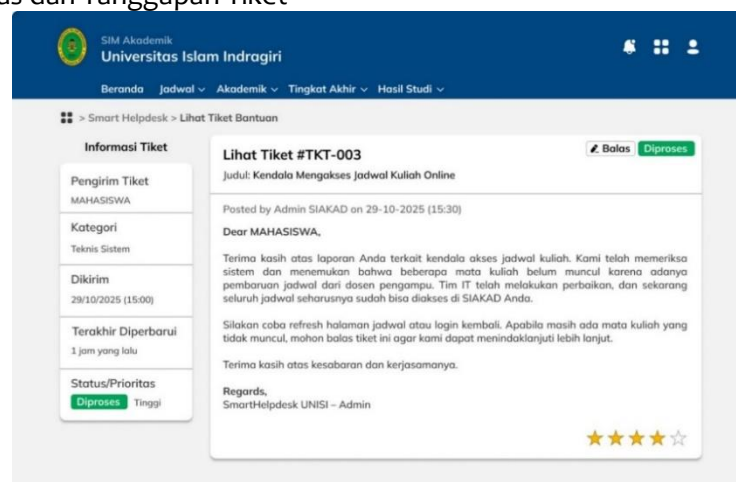 dan Tanggapan Tiket
SIM Akademik
Universitas Islam Indragiri
Beranda Jadwal Akademik Tingkat Akhir Hasil Studi
> Smart Helpdesk > Lihat Tiket Bantuan
Informasi Tiket
Pengirim Tiket
MAHASISWA
Kategori
Teknis Sistem
Dikirim
29/10/2025 (15:00)
Terakhir Diperbarui
1 jam yang lalu
Status/Prioritas
Diproses Tinggi
Lihat Tiket #TKT-003
Balas Diproses
Judul: Kendala Mengakses Jadwal Kuliah Online
Posted by Admin SIAKAD on 29-10-2025 (15:30)
Dear MAHASISWA,
Terima kasih atas laporan Anda terkait kendala akses jadwal kuliah. Kami telah memeriksa
sistem dan menemukan bahwa beberapa mata kuliah belum muncul karena adanya
pembaruan jadwal dari dosen pengampu. Tim IT telah melakukan perbaikan, dan sekarang
seluruh jadwal seharusnya sudah bisa diakses di SIAKAD Anda.
Silakan coba refresh halaman jadwal atau login kembali. Apabila masih ada mata kuliah yang
tidak muncul, mohon balas tiket ini agar kami dapat menindaklanjuti lebih lanjut.
Terima kasih atas kesabaran dan kerjasamanya.
Regards,
SmartHelpdesk UNISI – Admin